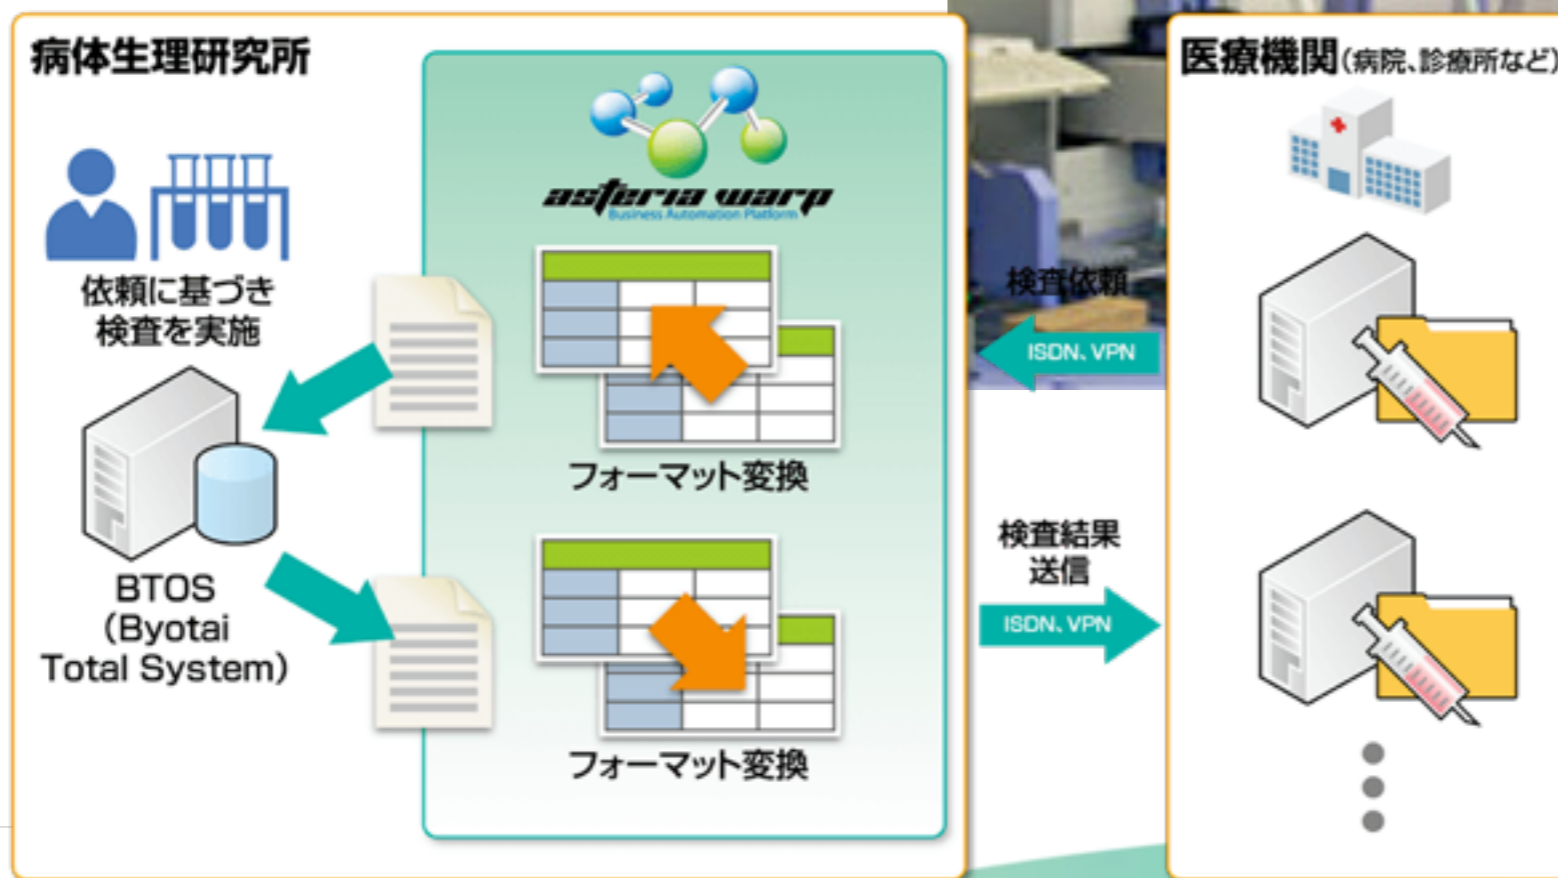 病体生理研究所
asteria warp
Business Automation Platform
依頼に基づき
検査を実施
フォーマット変換
BTOS
（Byotai
Total System）
フォーマット変換
検査依頼
ISDN、VPN
検査結果
送信
ISDN、VPN
医療機関（病院、診療所など）